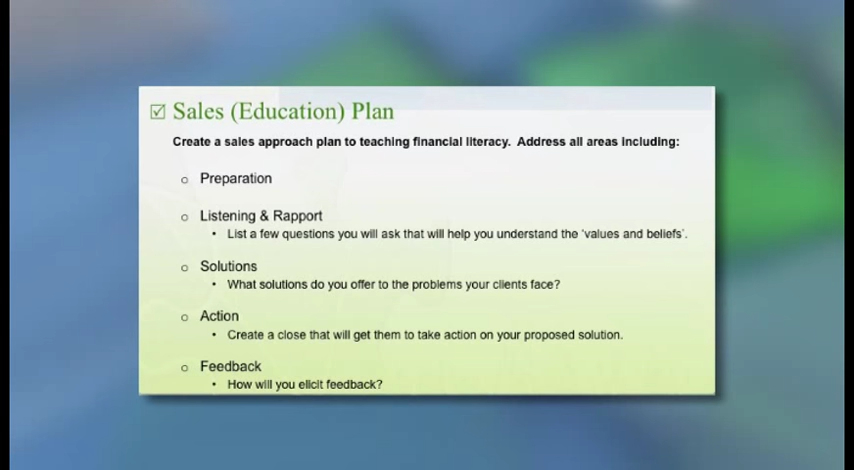 ☑ Sales (Education) Plan
Create a sales approach plan to teaching financial literacy. Address all areas including:
o Preparation
o Listening & Rapport
• List a few questions you will ask that will help you understand the 'values and beliefs'.
o Solutions
• What solutions do you offer to the problems your clients face?
o Action
• Create a close that will get them to take action on your proposed solution.
o Feedback
• How will you elicit feedback?